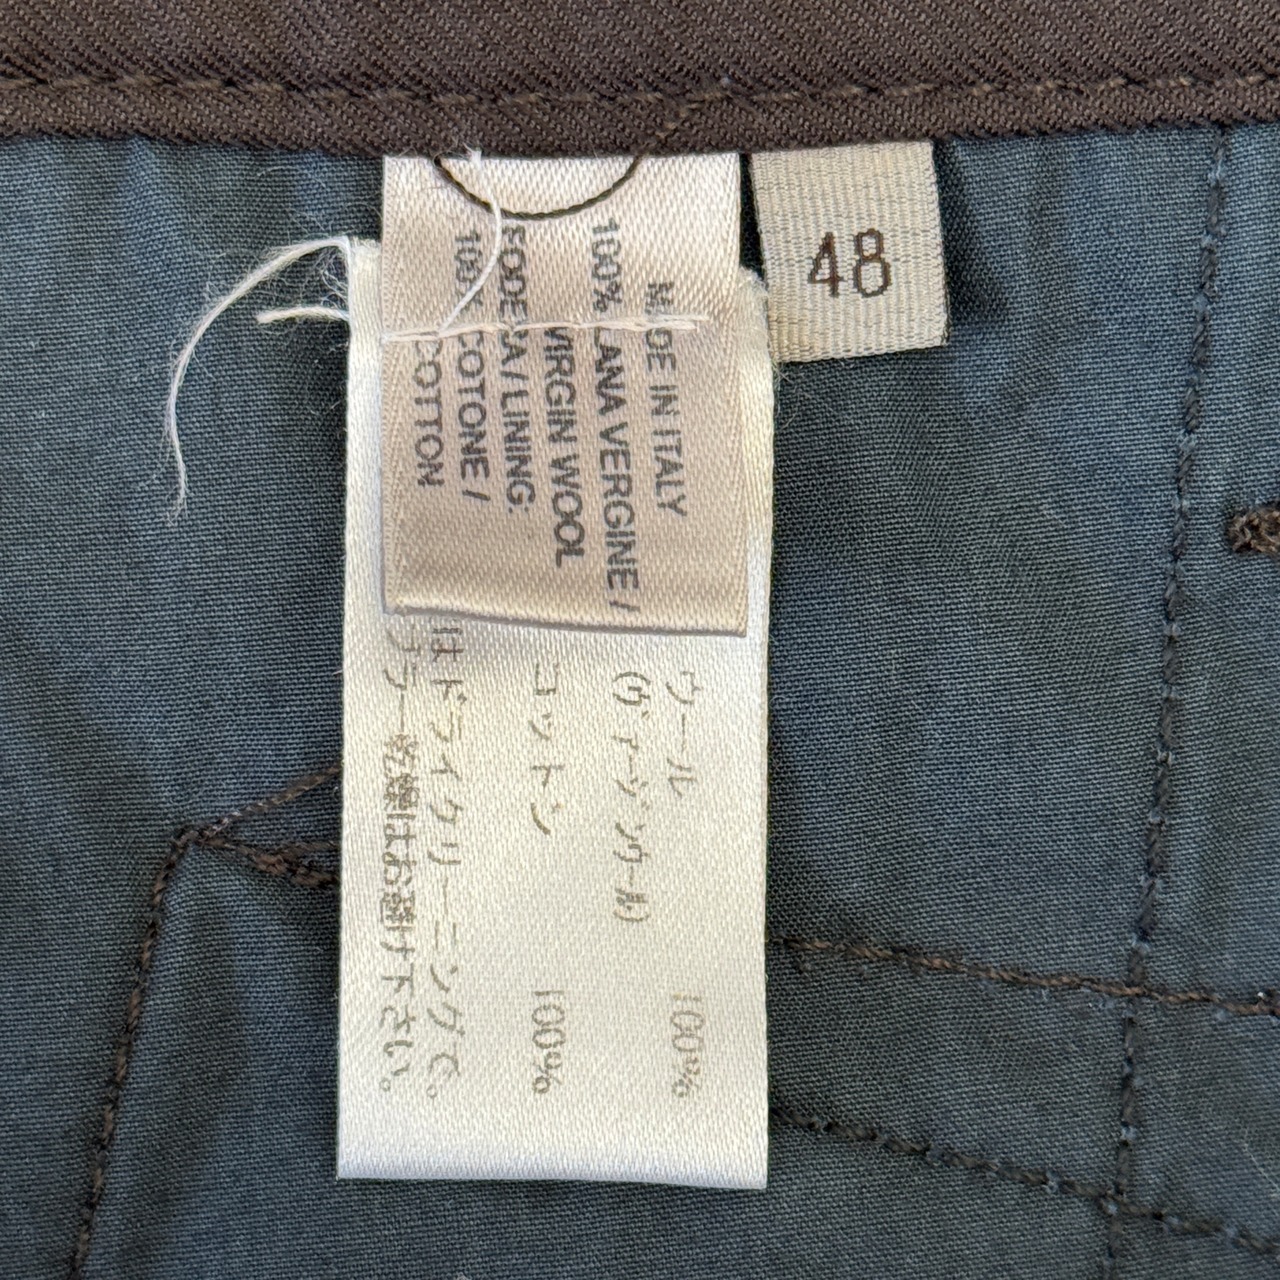 48
MADE IN ITALY
100% LANA VERGINE /
VIRGIN WOOL
FODERA / LINING:
100% COTONE /
COTTON
ウール 100%
(ヴァージンウール)
コットン 100%
はドライクリーニングで。
ブラー乾燥はお避け下さい。